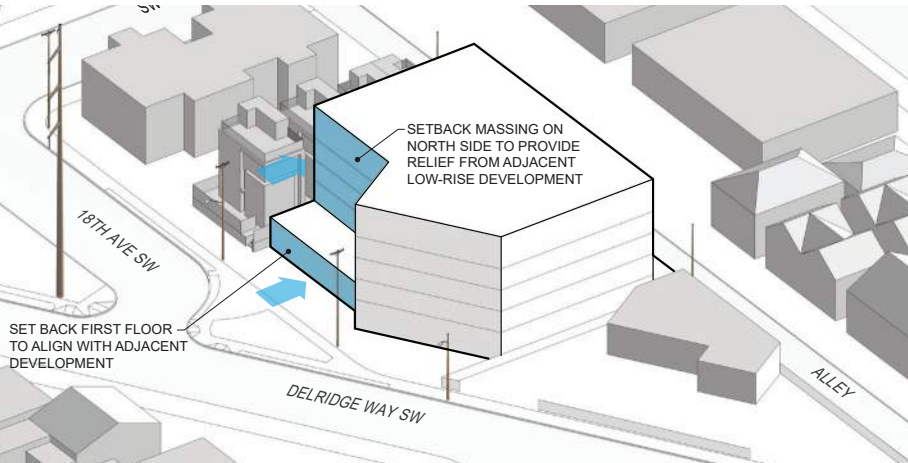 SW
SETBACK MASSING ON
NORTH SIDE TO PROVIDE
RELIEF FROM ADJACENT
LOW-RISE DEVELOPMENT
18TH AVE SW
SET BACK FIRST FLOOR
TO ALIGN WITH ADJACENT
DEVELOPMENT
DELRIDGE WAY SW
ALLEY